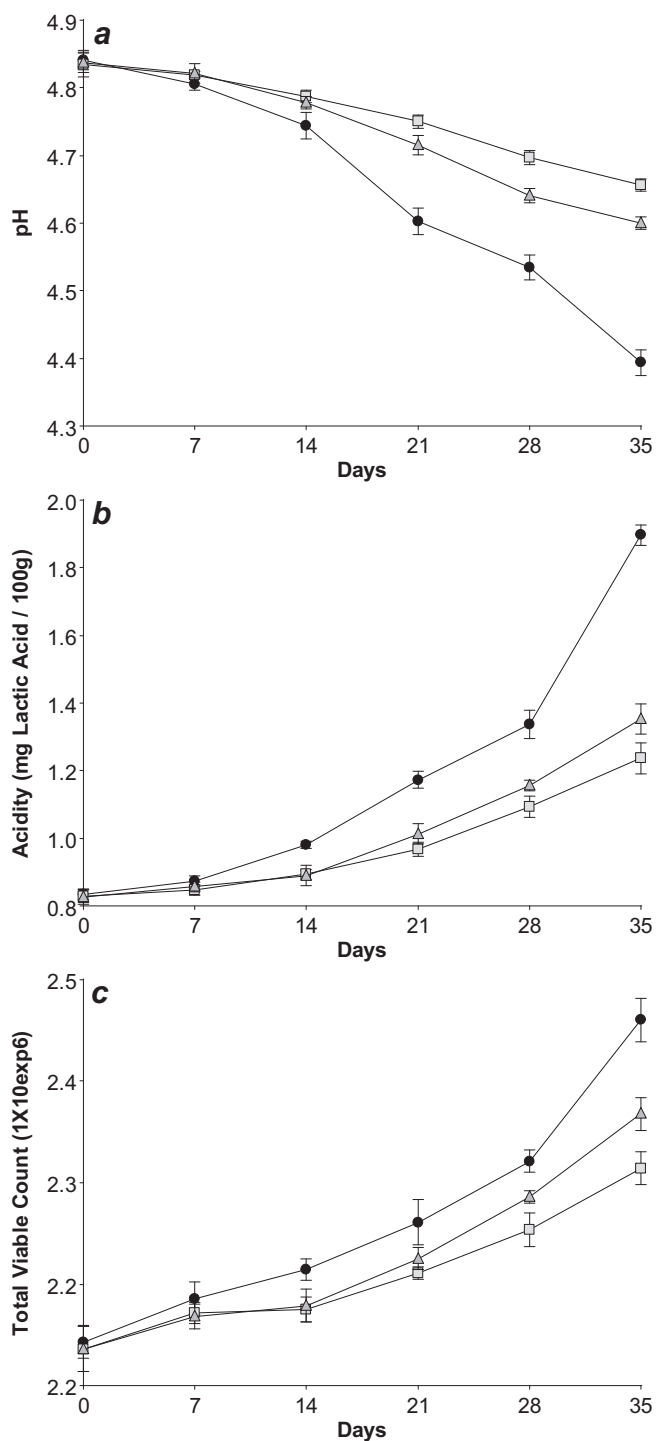 a
4.9
4.8
4.7
4.6
4.5
4.4
4.3
pH
0 7 14 21 28 35
Days
b
2.0
1.8
1.6
1.4
1.2
1.0
0.8
Acidity (mg Lactic Acid / 100g)
0 7 14 21 28 35
Days
c
2.5
2.4
2.3
2.2
2.2
Total Viable Count (1X10exp6)
0 7 14 21 28 35
Days